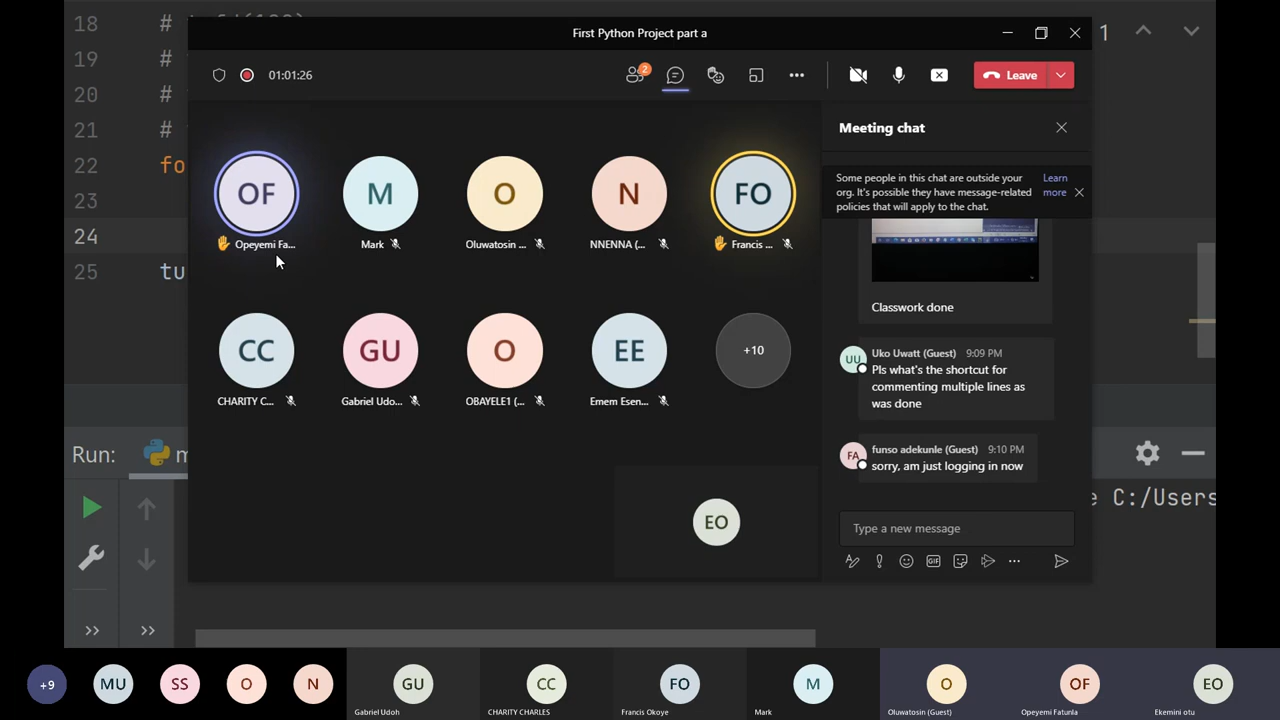 First Python Project part a
01:01:26
2
Leave
18 #
19 #
20 #
21 #
22 fo
23
24
25 tu
1
OF
M
O
N
FO
Opeyemi Fa...
Mark
Oluwatosin ...
NNENNA (...
Francis ...
CC
GU
O
EE
+10
CHARITY C...
Gabriel Udo...
OBAYELE1 (...
Emem Esen...
EO
Meeting chat
Some people in this chat are outside your
org. It's possible they have message-related
policies that will apply to the chat.
Learn
more
Classwork done
UU
Uko Uwatt (Guest) 9:09 PM
Pls what's the shortcut for
commenting multiple lines as
was done
FA
funso adekunle (Guest) 9:10 PM
sorry, am just logging in now
Type a new message
GIF
Run:
m
e C:/Users
+9
MU
SS
O
N
GU
CC
FO
M
O
OF
EO
Gabriel Udoh
CHARITY CHARLES
Francis Okoye
Mark
Oluwatosin (Guest)
Opeyemi Fatunla
Ekemini otu